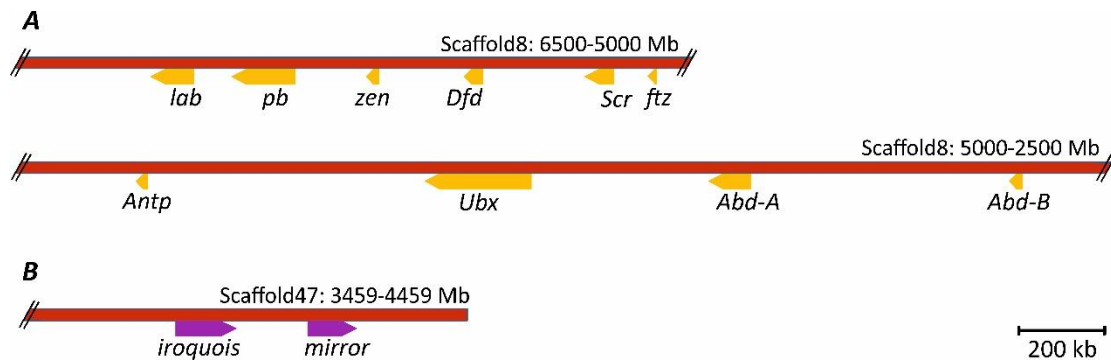 A
Scaffold8: 6500-5000 Mb
lab pb zen Dfd Scr ftz
Scaffold8: 5000-2500 Mb
Antp Ubx Abd-A Abd-B
B
Scaffold47: 3459-4459 Mb
iroquois mirror
200 kb